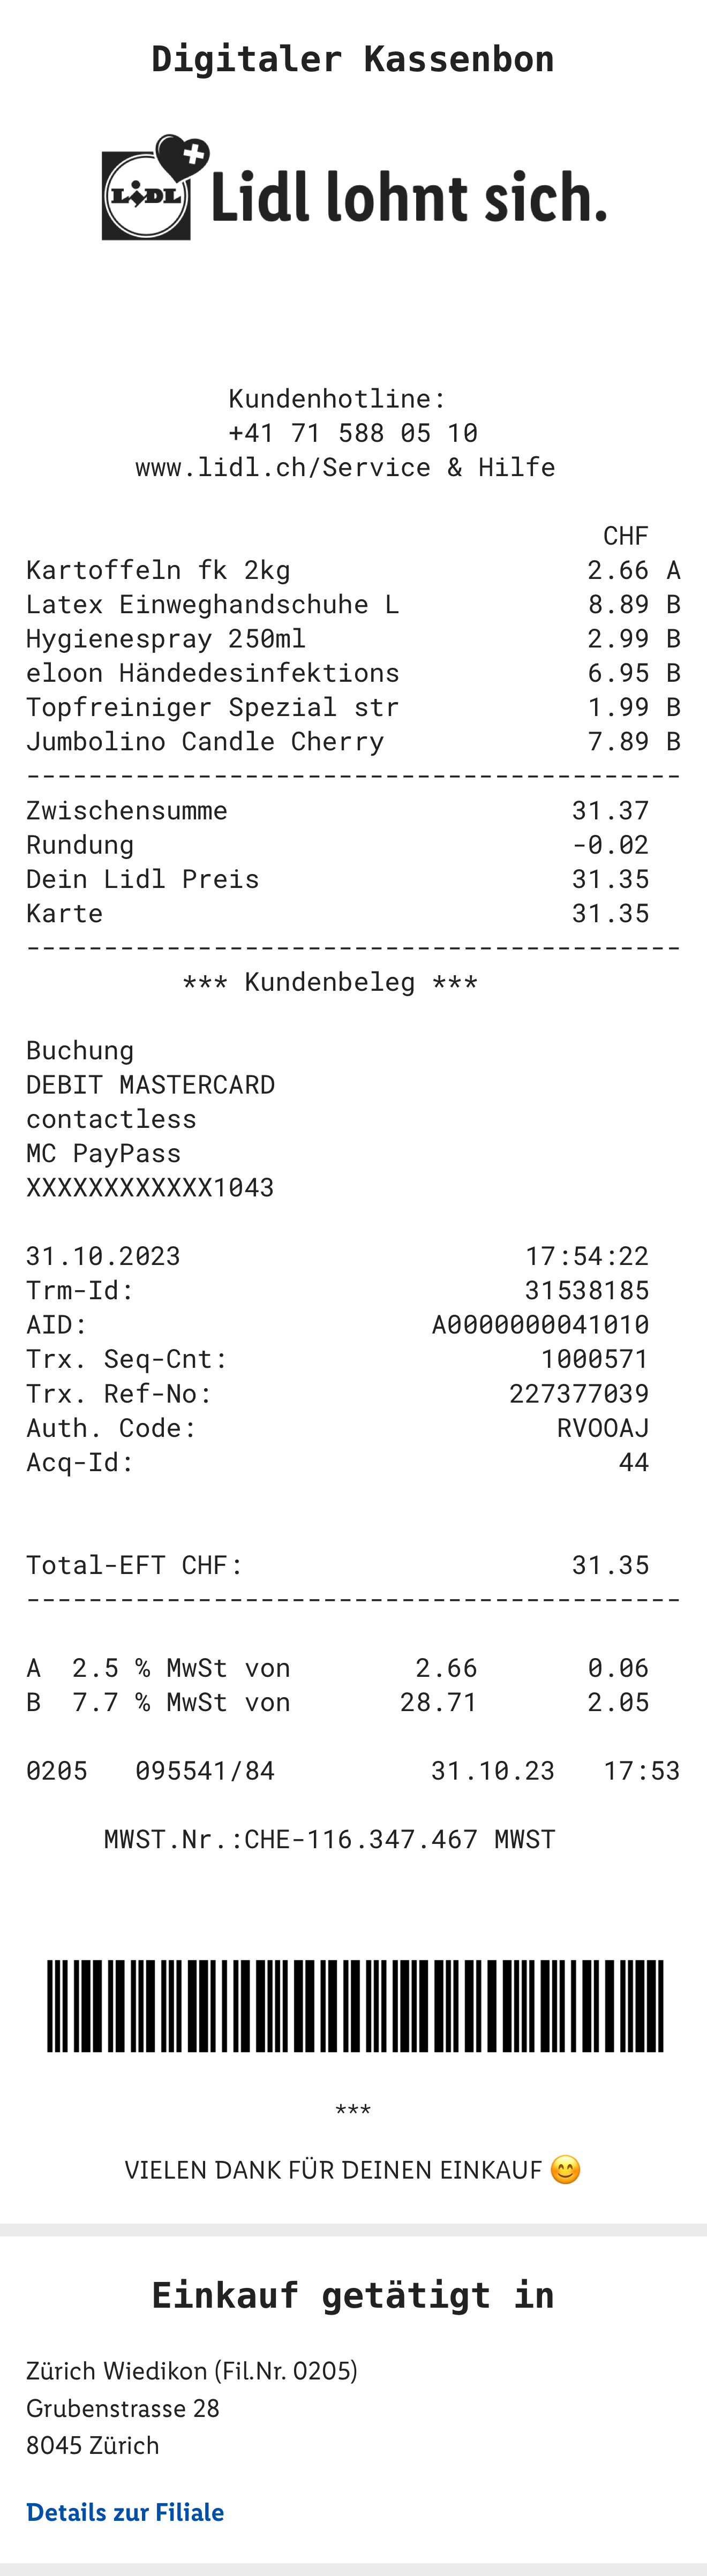 Digitaler Kassenbon
LiDL Lidl lohnt sich.
Kundenhotline:
+41 71 588 05 10
www.lidl.ch/Service & Hilfe
CHF
Kartoffeln fk 2kg 2.66 A
Latex Einweghandschuhe L 8.89 B
Hygienespray 250ml 2.99 B
eloon Händedesinfektions 6.95 B
Topfreiniger Spezial str 1.99 B
Jumbolino Candle Cherry 7.89 B
------------------------------------------
Zwischensumme 31.37
Rundung -0.02
Dein Lidl Preis 31.35
Karte 31.35
------------------------------------------
*** Kundenbeleg ***
Buchung
DEBIT MASTERCARD
contactless
MC PayPass
XXXXXXXXXXXX1043
31.10.2023 17:54:22
Trm-Id: 31538185
AID: A0000000041010
Trx. Seq-Cnt: 1000571
Trx. Ref-No: 227377039
Auth. Code: RVOOAJ
Acq-Id: 44
Total-EFT CHF: 31.35
------------------------------------------
A 2.5 % MwSt von 2.66 0.06
B 7.7 % MwSt von 28.71 2.05
0205 095541/84 31.10.23 17:53
MWST.Nr.:CHE-116.347.467 MWST
***
VIELEN DANK FÜR DEINEN EINKAUF 😊
Einkauf getätigt in
Zürich Wiedikon (Fil.Nr. 0205)
Grubenstrasse 28
8045 Zürich
Details zur Filiale